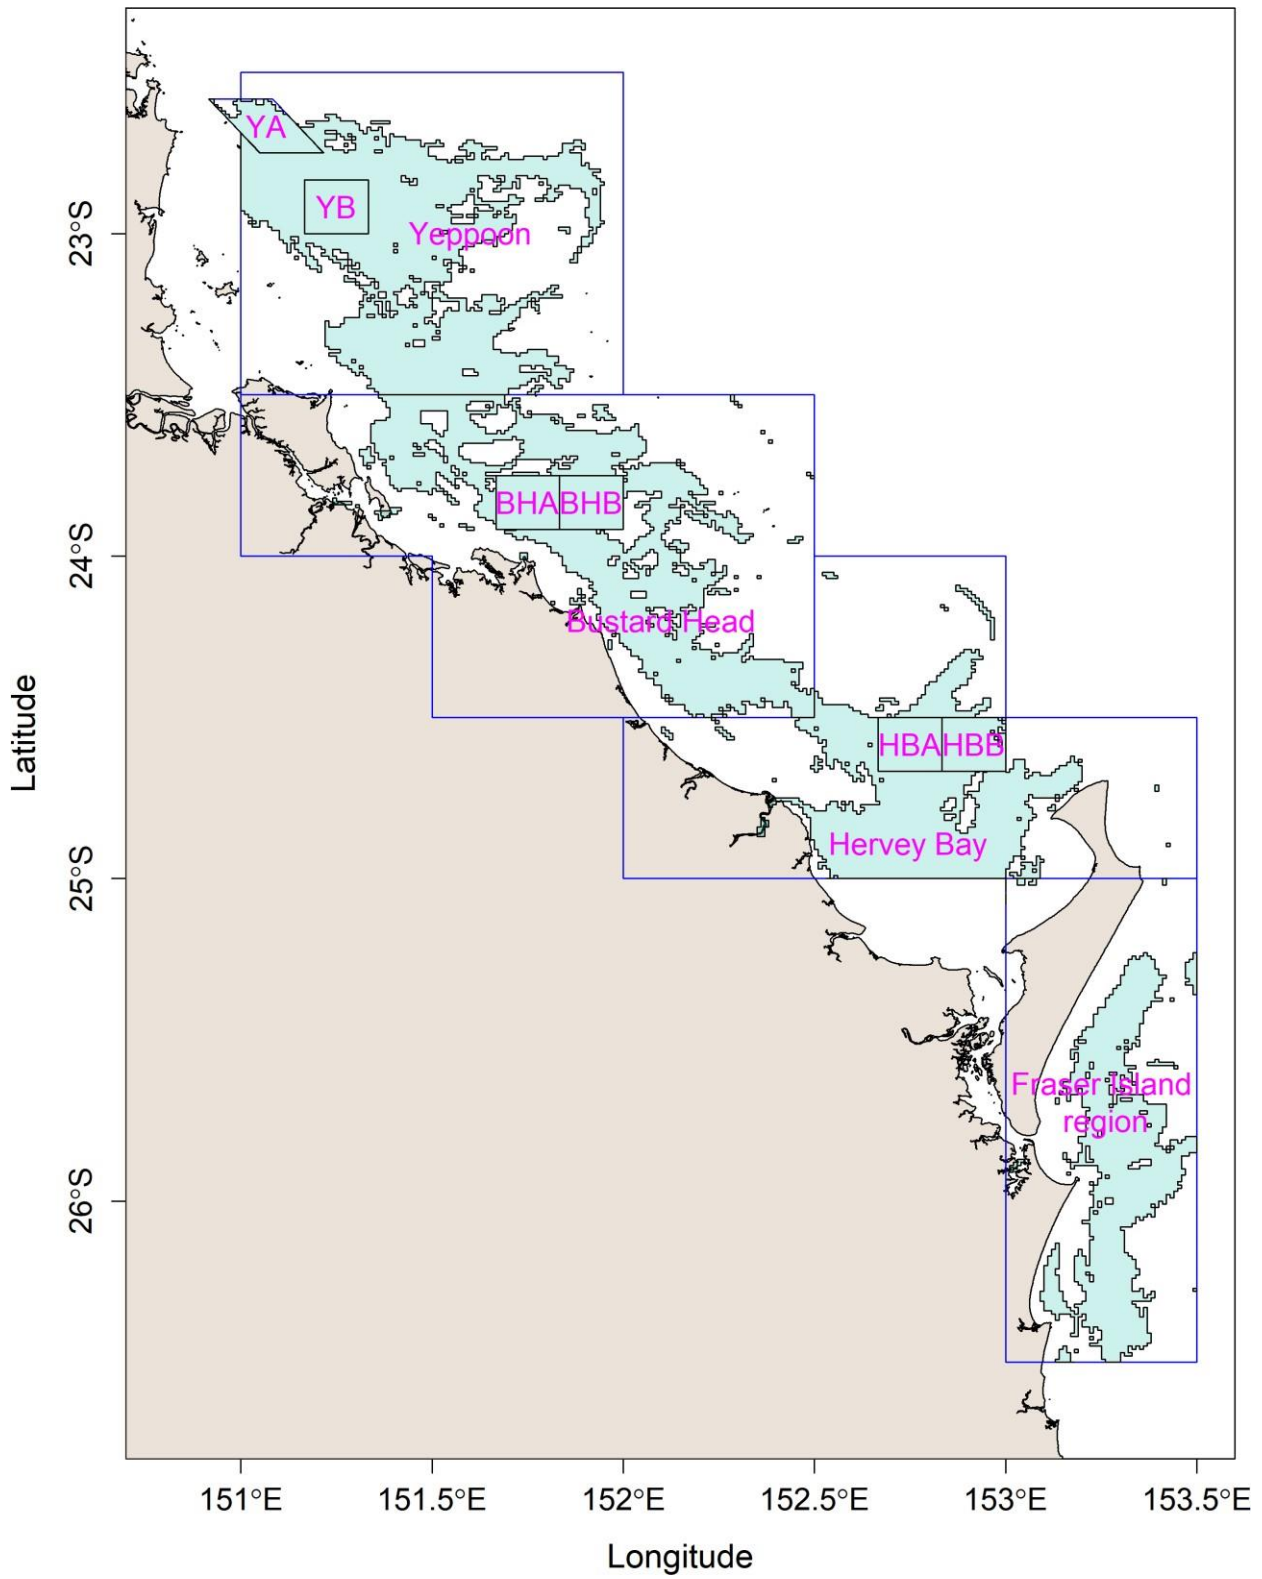 YA
YB
Yeppoon
23°S
BHA BHB
24°S
Bustard Head
HBA HBB
Hervey Bay
25°S
Fraser Island
region
26°S
Latitude
151°E 151.5°E 152°E 152.5°E 153°E 153.5°E
Longitude